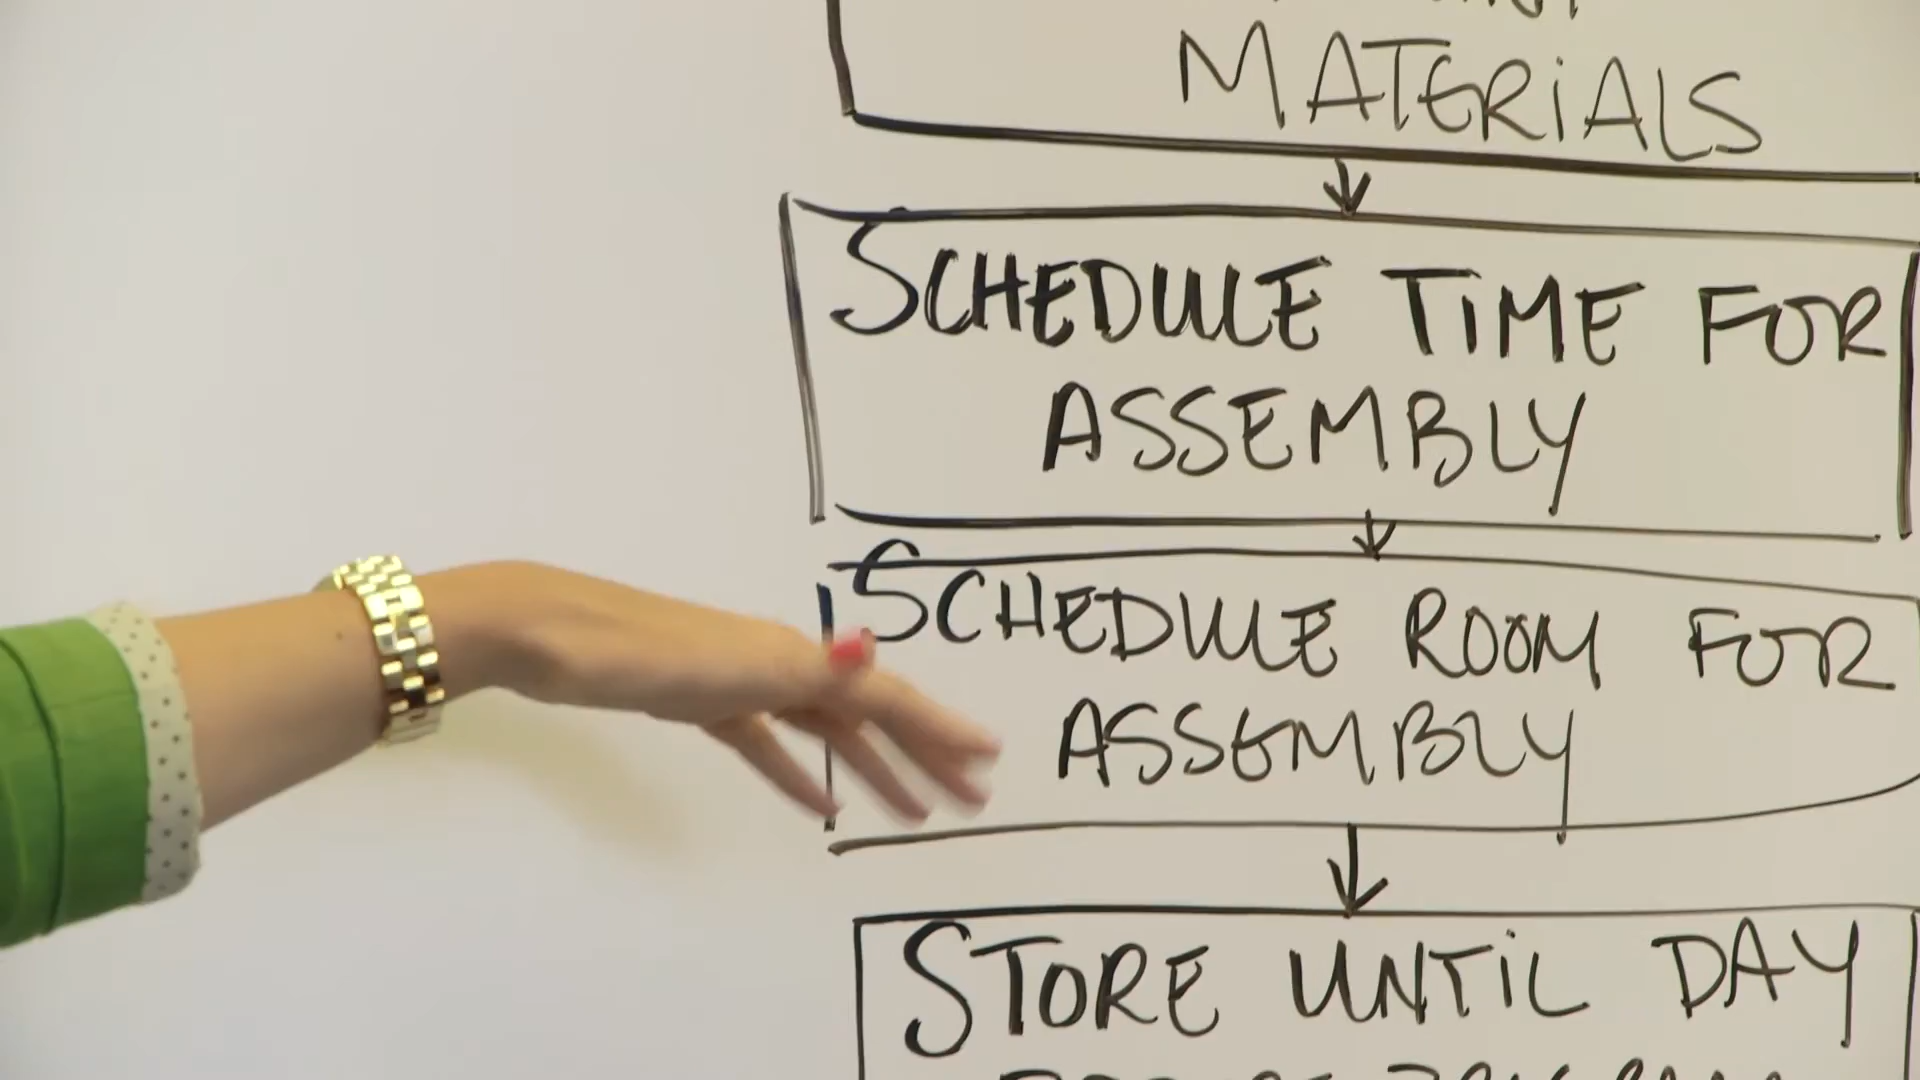 MATERIALS
SCHEDULE TIME FOR
ASSEMBLY
SCHEDULE ROOM FOR
ASSEMBLY
STORE UNTIL DAY